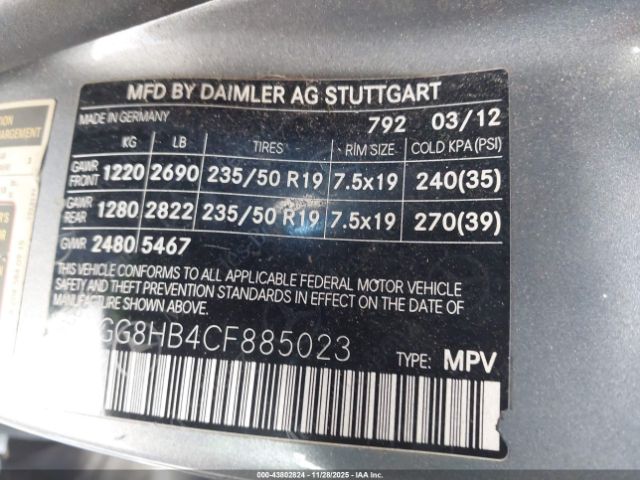 MFD BY DAIMLER AG STUTTGART
MADE IN GERMANY 792 03/12
KG LB TIRES RIM SIZE COLD KPA(PSI)
GAWR FRONT 1220 2690 235/50 R19 7.5x19 240(35)
GAWR REAR 1280 2822 235/50 R19 7.5x19 270(39)
GVWR 2480 5467
THIS VEHICLE CONFORMS TO ALL APPLICABLE FEDERAL MOTOR VEHICLE
SAFETY AND THEFT PREVENTION STANDARDS IN EFFECT ON THE DATE OF
MANUFACTURE SHOWN ABOVE.
GG8HB4CF885023
TYPE: MPV
000-43802824 | 11/28/2025 - IAA Inc.